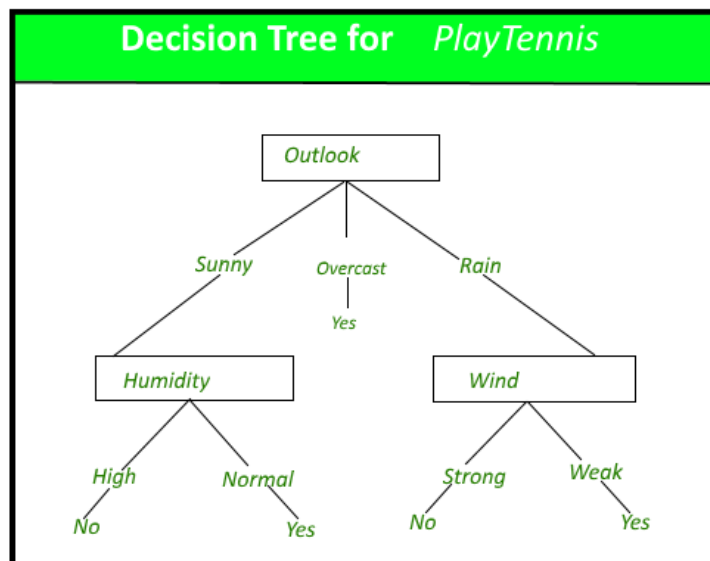 Decision Tree for PlayTennis
Outlook
Sunny Overcast Rain
Yes
Humidity Wind
High Normal Strong Weak
No Yes No Yes